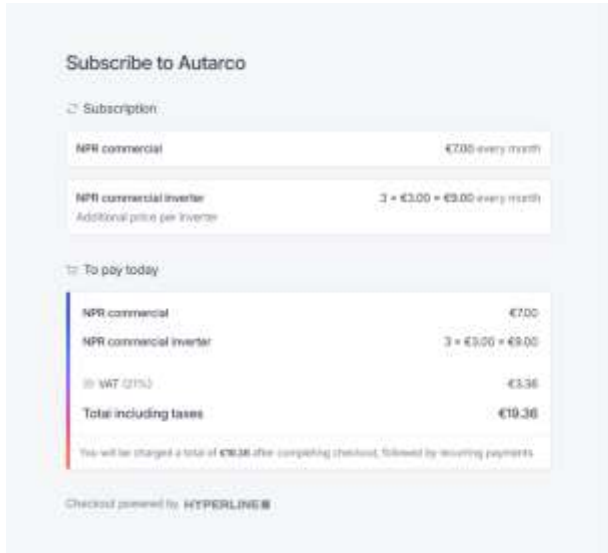 Subscribe to Autarco
Subscription
NPR commercial €7.00 every month
NPR commercial inverter 3 × €3.00 = €9.00 every month
Additional price per inverter
To pay today
NPR commercial €7.00
NPR commercial inverter 3 × €3.00 = €9.00
VAT (21%) €3.36
Total including taxes €19.36
You will be charged a total of €19.36 after completing checkout, followed by recurring payments.
Checkout powered by HYPERLINE